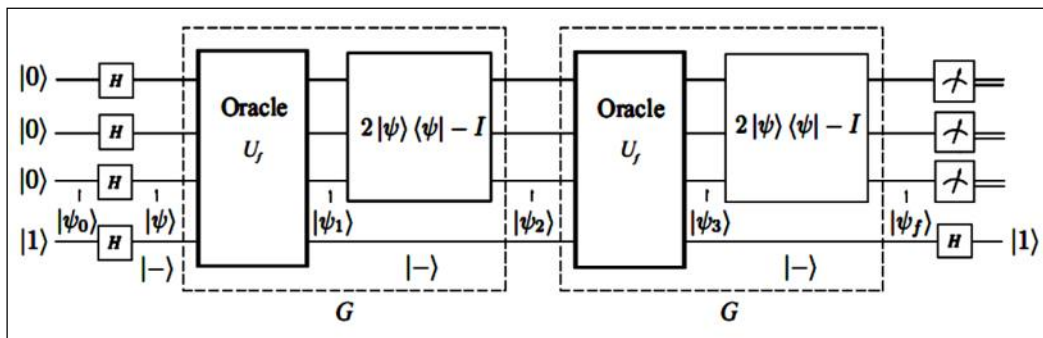 |0⟩ H
Oracle
U_f
2 |ψ⟩ ⟨ψ| − I
Oracle
U_f
2 |ψ⟩ ⟨ψ| − I
|0⟩ H
|0⟩ H
|ψ₀⟩ |ψ⟩ |ψ₁⟩ |ψ₂⟩ |ψ₃⟩ |ψ_f⟩
|1⟩ H H |1⟩
|−⟩ |−⟩ |−⟩
G G